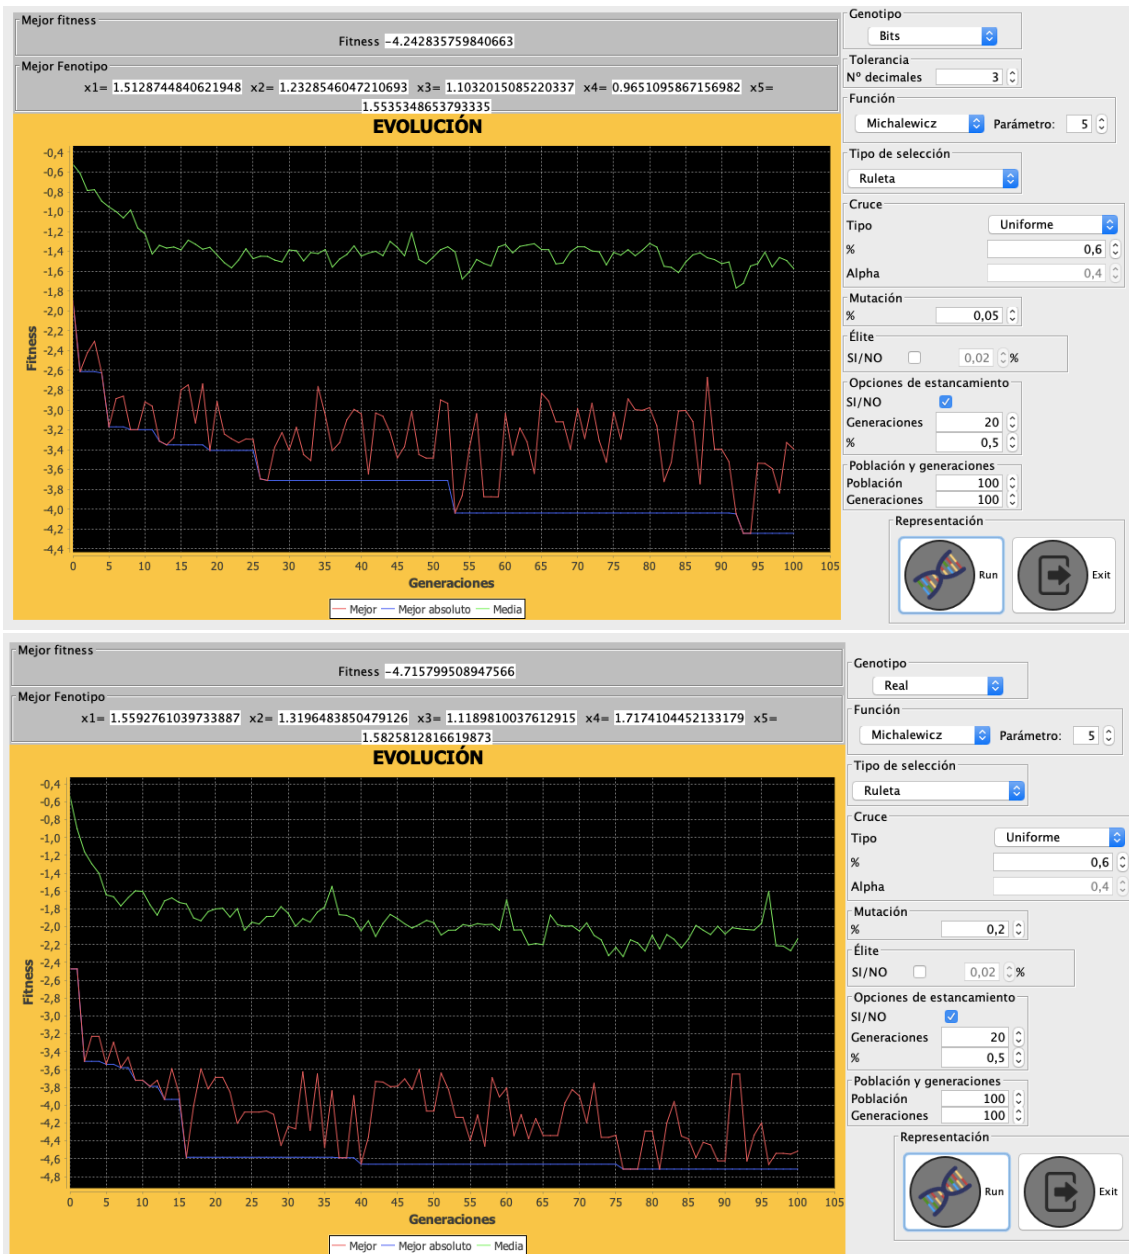 Mejor fitness
Fitness -4.242835759840663
Mejor Fenotipo
x1= 1.5128744840621948 x2= 1.2328546047210693 x3= 1.1032015085220337 x4= 0.9651095867156982 x5=
1.5535348653793335
EVOLUCIÓN
-0,4
-0,6
-0,8
-1,0
-1,2
-1,4
-1,6
-1,8
-2,0
-2,2
-2,4
-2,6
-2,8
-3,0
-3,2
-3,4
-3,6
-3,8
-4,0
-4,2
-4,4
Fitness
0 5 10 15 20 25 30 35 40 45 50 55 60 65 70 75 80 85 90 95 100 105
Generaciones
Mejor Mejor absoluto Media
Genotipo
Bits
Tolerancia
Nº decimales 3
Función
Michalewicz Parámetro: 5
Tipo de selección
Ruleta
Cruce
Tipo Uniforme
% 0,6
Alpha 0,4
Mutación
% 0,05
Élite
SI/NO 0,02 %
Opciones de estancamiento
SI/NO
Generaciones 20
% 0,5
Población y generaciones
Población 100
Generaciones 100
Representación
Run Exit
Mejor fitness
Fitness -4.715799508947566
Mejor Fenotipo
x1= 1.5592761039733887 x2= 1.3196483850479126 x3= 1.1189810037612915 x4= 1.7174104452133179 x5=
1.5825812816619873
EVOLUCIÓN
-0,4
-0,6
-0,8
-1,0
-1,2
-1,4
-1,6
-1,8
-2,0
-2,2
-2,4
-2,6
-2,8
-3,0
-3,2
-3,4
-3,6
-3,8
-4,0
-4,2
-4,4
-4,6
-4,8
Fitness
0 5 10 15 20 25 30 35 40 45 50 55 60 65 70 75 80 85 90 95 100 105
Generaciones
Mejor Mejor absoluto Media
Genotipo
Real
Función
Michalewicz Parámetro: 5
Tipo de selección
Ruleta
Cruce
Tipo Uniforme
% 0,6
Alpha 0,4
Mutación
% 0,2
Élite
SI/NO 0,02 %
Opciones de estancamiento
SI/NO
Generaciones 20
% 0,5
Población y generaciones
Población 100
Generaciones 100
Representación
Run Exit